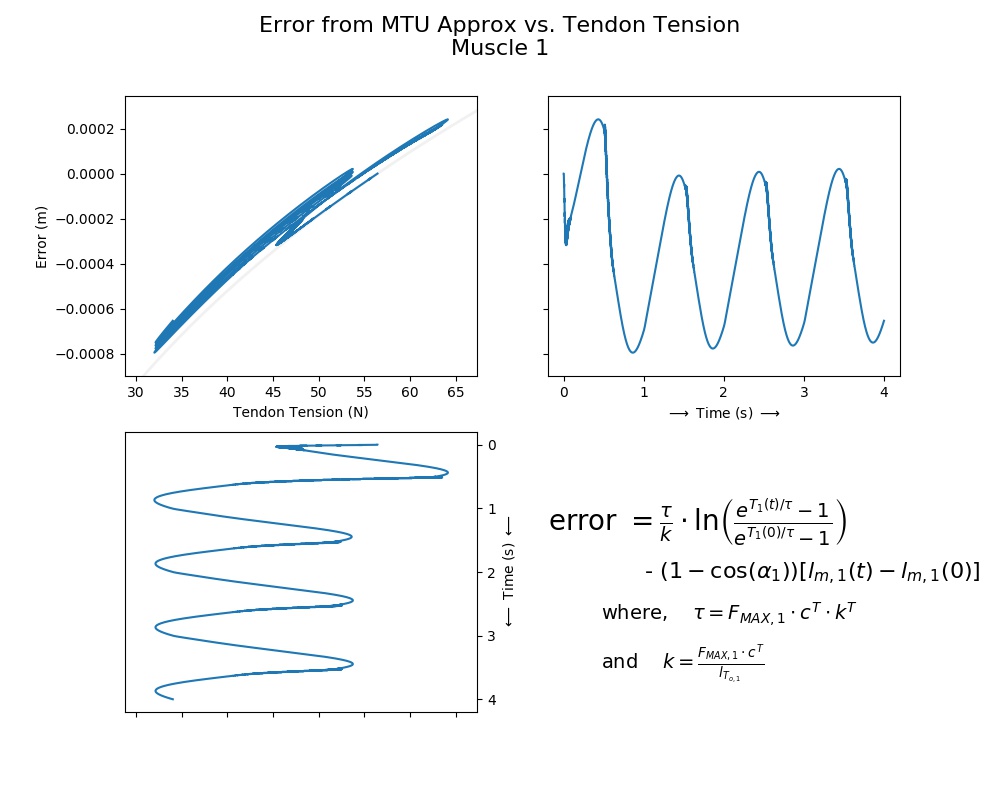 Error from MTU Approx vs. Tendon Tension
Muscle 1
0.0002
0.0000
−0.0002
−0.0004
−0.0006
−0.0008
Error (m)
30 35 40 45 50 55 60 65
Tendon Tension (N)
0 1 2 3 4
⟶ Time (s) ⟶
0
1
2
3
4
⟵ Time (s) ⟵
error = τ/k · ln((e^{T_1(t)/τ} − 1)/(e^{T_1(0)/τ} − 1))
- (1 − cos(α_1))[l_{m,1}(t) − l_{m,1}(0)]
where, τ = F_{MAX,1} · c^T · k^T
and k = F_{MAX,1} · c^T / l_{T_{o,1}}